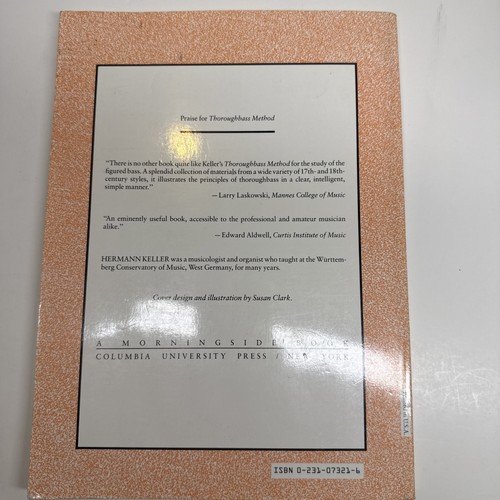 Praise for Thoroughbass Method
“There is no other book quite like Keller’s Thoroughbass Method for the study of the
figured bass. A splendid collection of materials from a wide variety of 17th- and 18th-
century styles, it illustrates the principles of thoroughbass in a clear, intelligent,
simple manner.”
—Larry Laskowski, Mannes College of Music
“An eminently useful book, accessible to the professional and amateur musician
alike.”
—Edward Aldwell, Curtis Institute of Music
HERMANN KELLER was a musicologist and organist who taught at the Württem-
berg Conservatory of Music, West Germany, for many years.
Cover design and illustration by Susan Clark.
A MORNINGSIDE BOOK
COLUMBIA UNIVERSITY PRESS / NEW YORK
ISBN 0-231-07321-6
U.S.A.